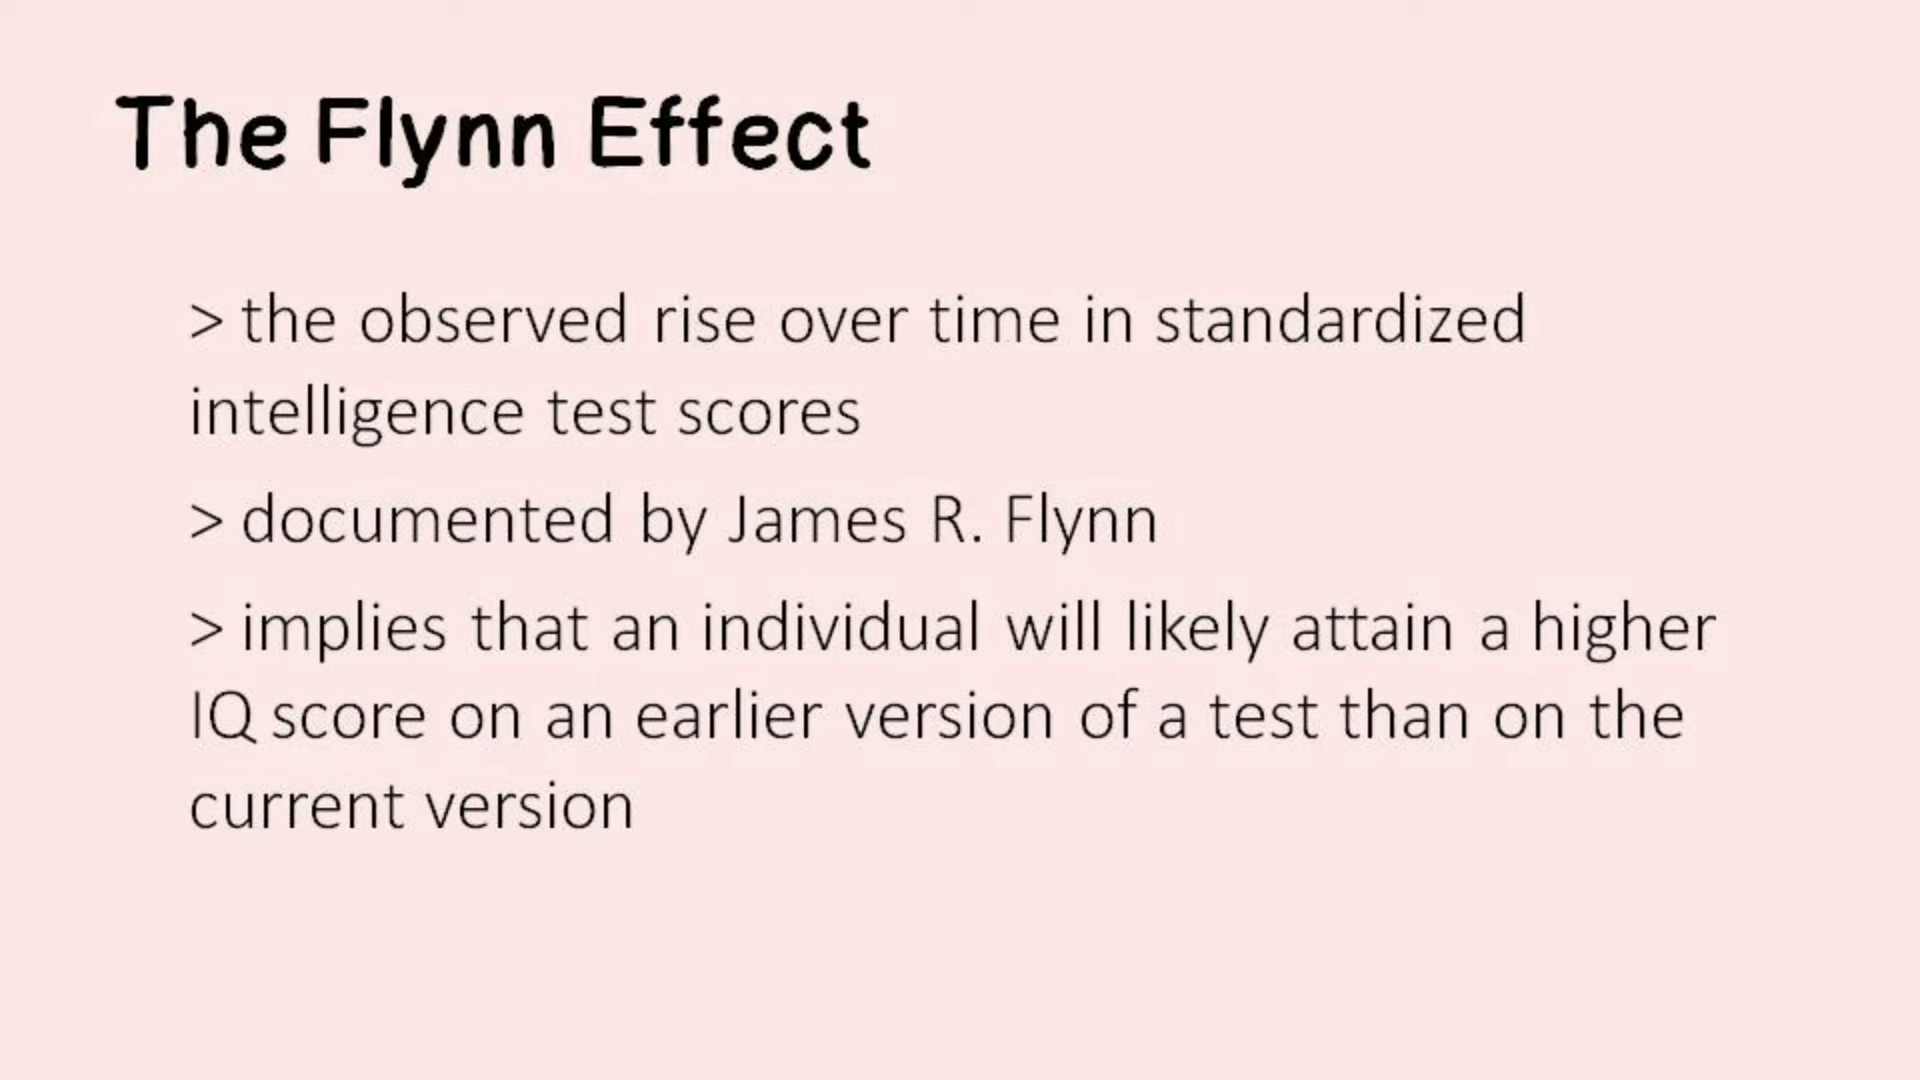 The Flynn Effect
> the observed rise over time in standardized
intelligence test scores
> documented by James R. Flynn
> implies that an individual will likely attain a higher
IQ score on an earlier version of a test than on the
current version